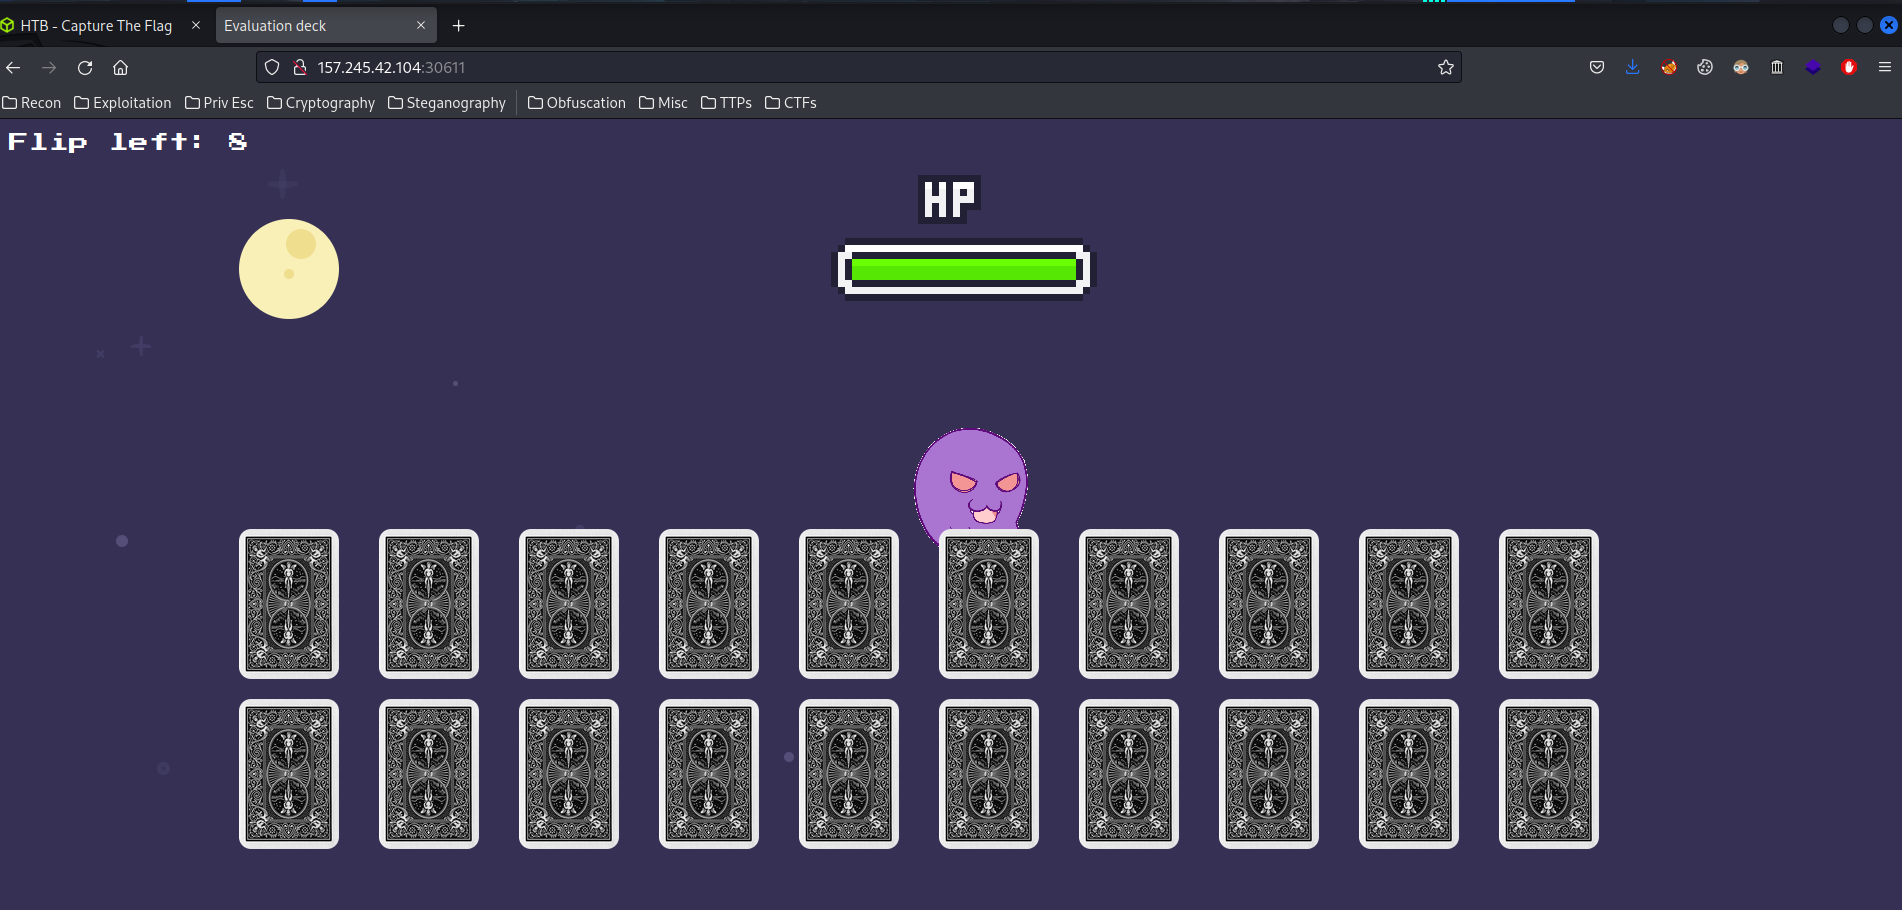 HTB - Capture The Flag
Evaluation deck
157.245.42.104:30611
Recon
Exploitation
Priv Esc
Cryptography
Steganography
Obfuscation
Misc
TTPs
CTFs
Flip left: 8
HP